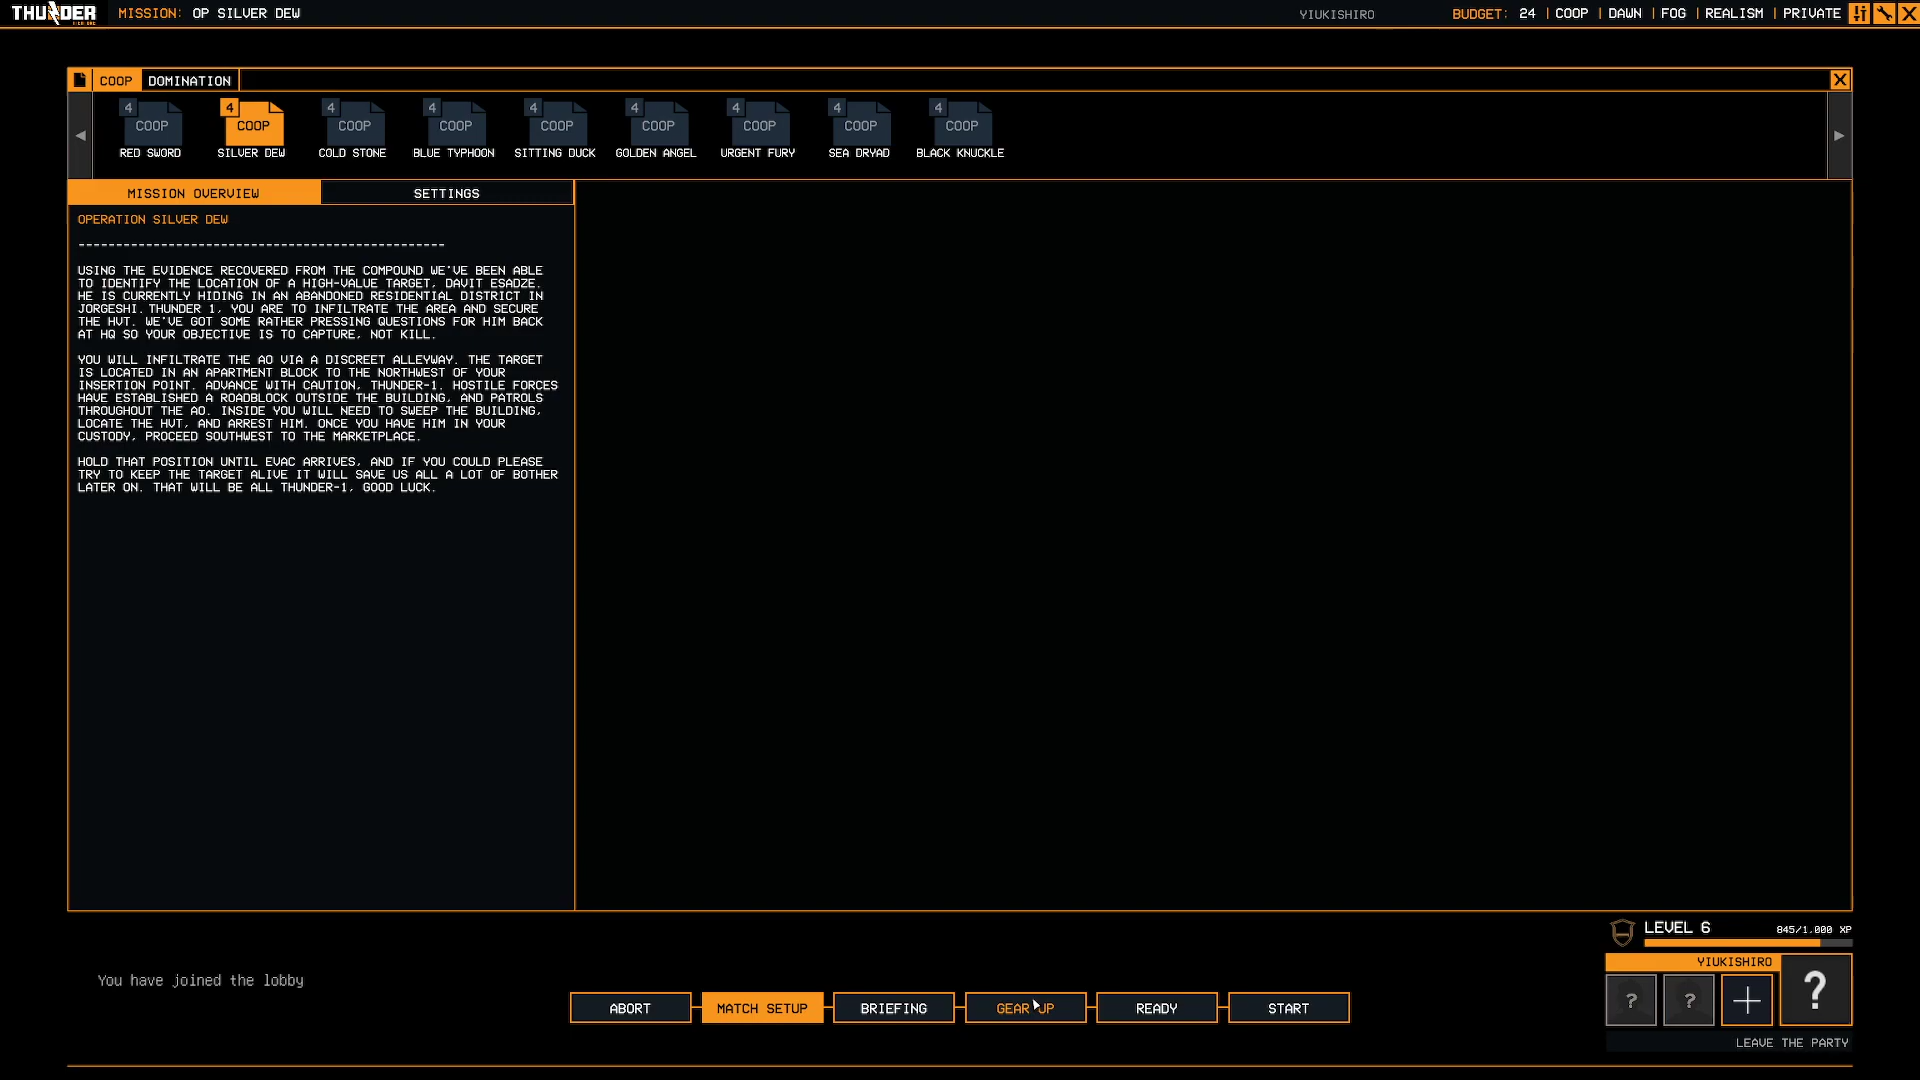 THUNDER
MISSION: OP SILVER DEW
YIUKISHIRO
BUDGET: 24 | COOP | DAWN | FOG | REALISM | PRIVATE
COOP DOMINATION
4 COOP RED SWORD
4 COOP SILVER DEW
4 COOP COLD STONE
4 COOP BLUE TYPHOON
4 COOP SITTING DUCK
4 COOP GOLDEN ANGEL
4 COOP URGENT FURY
4 COOP SEA DRYAD
4 COOP BLACK KNUCKLE
MISSION OVERVIEW SETTINGS
OPERATION SILVER DEW
-------------------------------------------------
USING THE EVIDENCE RECOVERED FROM THE COMPOUND WE'VE BEEN ABLE
TO IDENTIFY THE LOCATION OF A HIGH-VALUE TARGET, DAVIT ESADZE.
HE IS CURRENTLY HIDING IN AN ABANDONED RESIDENTIAL DISTRICT IN
JORGESHI. THUNDER 1, YOU ARE TO INFILTRATE THE AREA AND SECURE
THE HVT. WE'VE GOT SOME RATHER PRESSING QUESTIONS FOR HIM BACK
AT HQ SO YOUR OBJECTIVE IS TO CAPTURE, NOT KILL.
YOU WILL INFILTRATE THE AO VIA A DISCREET ALLEYWAY. THE TARGET
IS LOCATED IN AN APARTMENT BLOCK TO THE NORTHWEST OF YOUR
INSERTION POINT. ADVANCE WITH CAUTION, THUNDER-1. HOSTILE FORCES
HAVE ESTABLISHED A ROADBLOCK OUTSIDE THE BUILDING, AND PATROLS
THROUGHOUT THE AO. INSIDE YOU WILL NEED TO SWEEP THE BUILDING,
LOCATE THE HVT, AND ARREST HIM. ONCE YOU HAVE HIM IN YOUR
CUSTODY, PROCEED SOUTHWEST TO THE MARKETPLACE.
HOLD THAT POSITION UNTIL EVAC ARRIVES, AND IF YOU COULD PLEASE
TRY TO KEEP THE TARGET ALIVE IT WILL SAVE US ALL A LOT OF BOTHER
LATER ON. THAT WILL BE ALL THUNDER-1, GOOD LUCK.
LEVEL 6 845/1,000 XP
YIUKISHIRO
? ? ?
LEAVE THE PARTY
You have joined the lobby
ABORT MATCH SETUP BRIEFING GEAR UP READY START